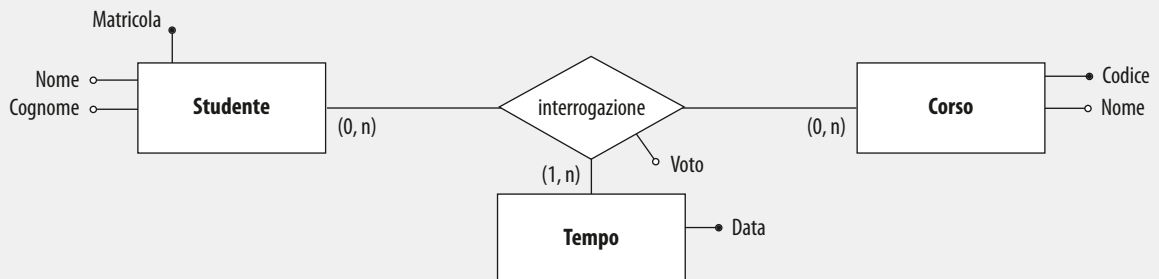 Matricola
Nome
Cognome
Studente
(0, n)
interrogazione
Voto
(1, n)
Tempo
Data
(0, n)
Corso
Codice
Nome